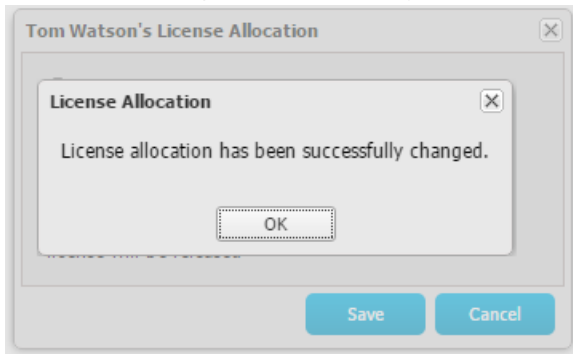 Tom Watson's License Allocation
License Allocation
License allocation has been successfully changed.
OK
Save
Cancel